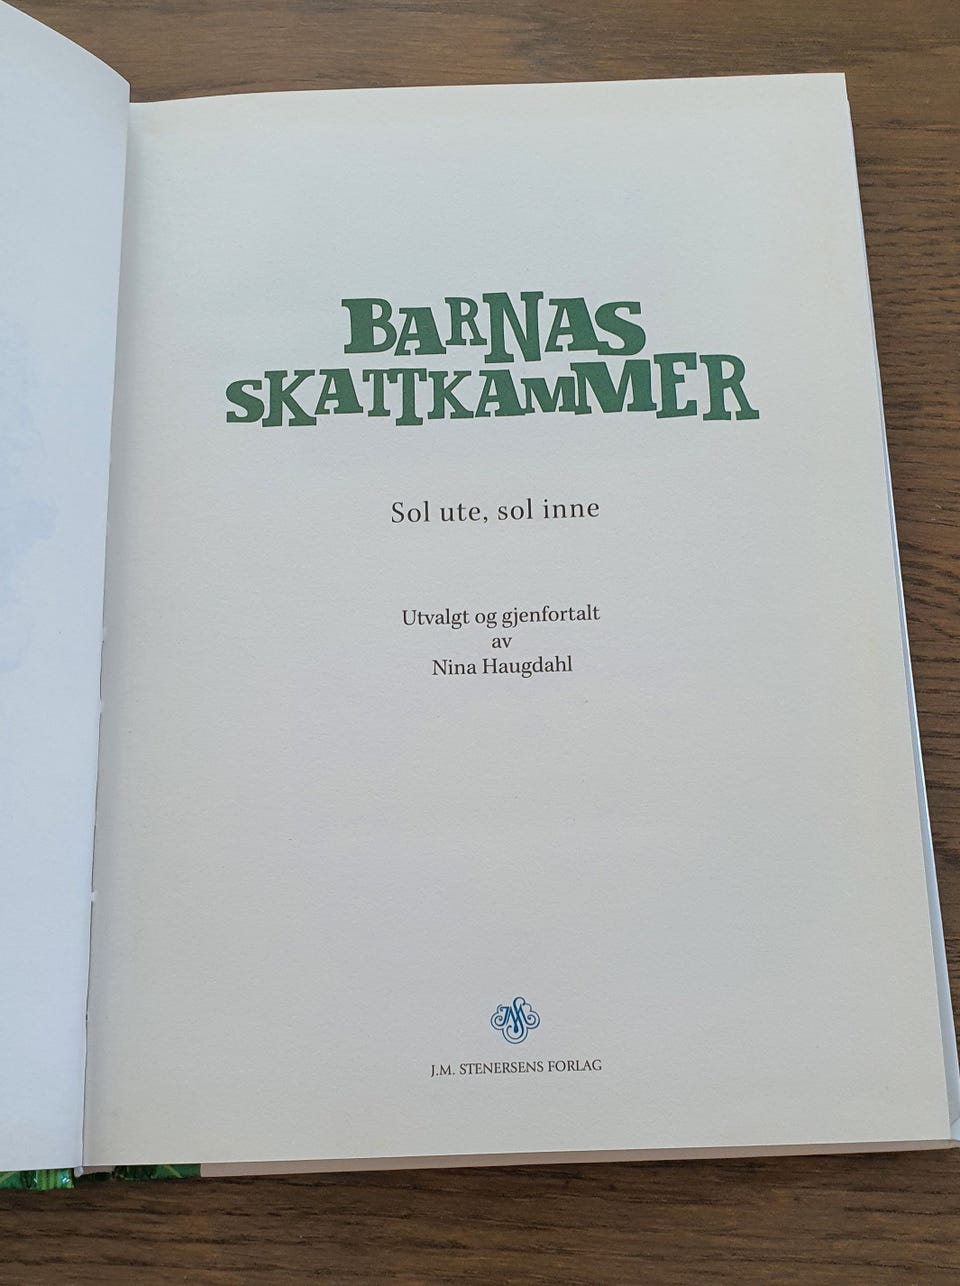 BARNAS
SKATTKAMMER
Sol ute, sol inne
Utvalgt og gjenfortalt
av
Nina Haugdahl
J.M. STENERSENS FORLAG